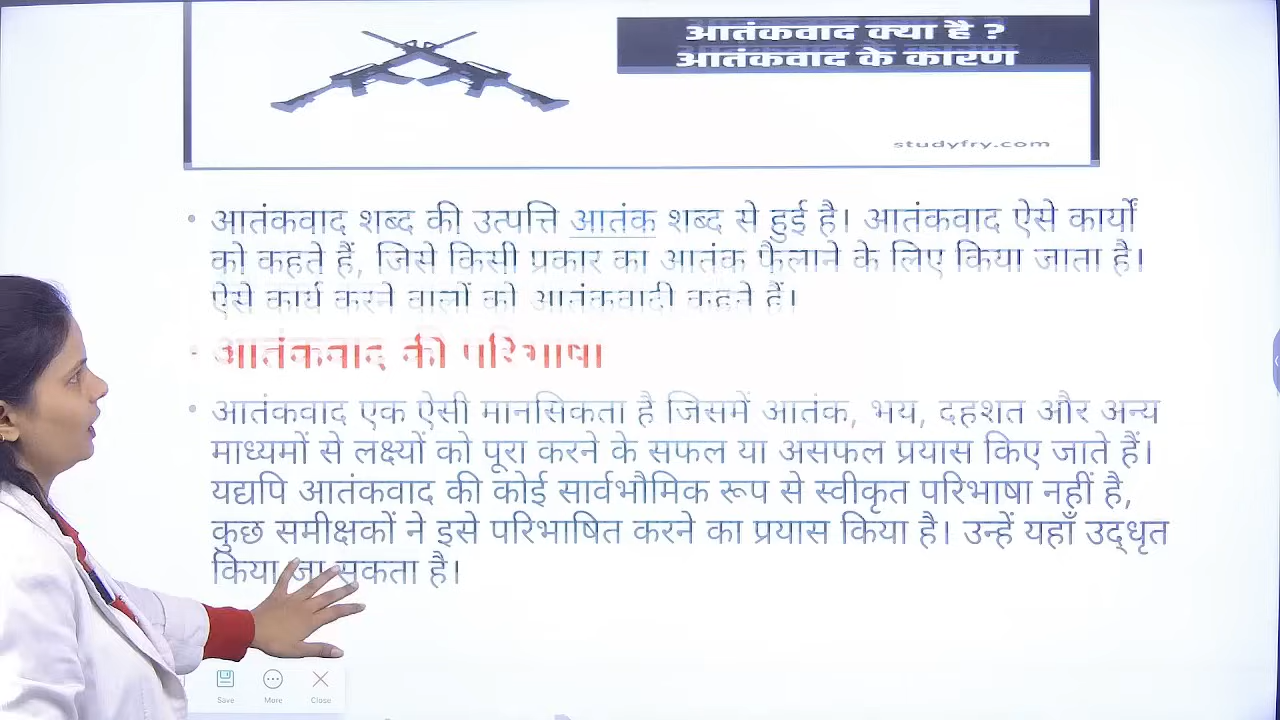 आतंकवाद क्या है ?
आतंकवाद के कारण
studyfry.com
• आतंकवाद शब्द की उत्पत्ति आतंक शब्द से हुई है। आतंकवाद ऐसे कार्यों
को कहते हैं, जिसे किसी प्रकार का आतंक फैलाने के लिए किया जाता है।
ऐसे कार्य करने वालों को आतंकवादी कहते हैं।
• आतंकवाद की परिभाषा
• आतंकवाद एक ऐसी मानसिकता है जिसमें आतंक, भय, दहशत और अन्य
माध्यमों से लक्ष्यों को पूरा करने के सफल या असफल प्रयास किए जाते हैं।
यद्यपि आतंकवाद की कोई सार्वभौमिक रूप से स्वीकृत परिभाषा नहीं है,
कुछ समीक्षकों ने इसे परिभाषित करने का प्रयास किया है। उन्हें यहाँ उद्धृत
किया जा सकता है।
Save More Close